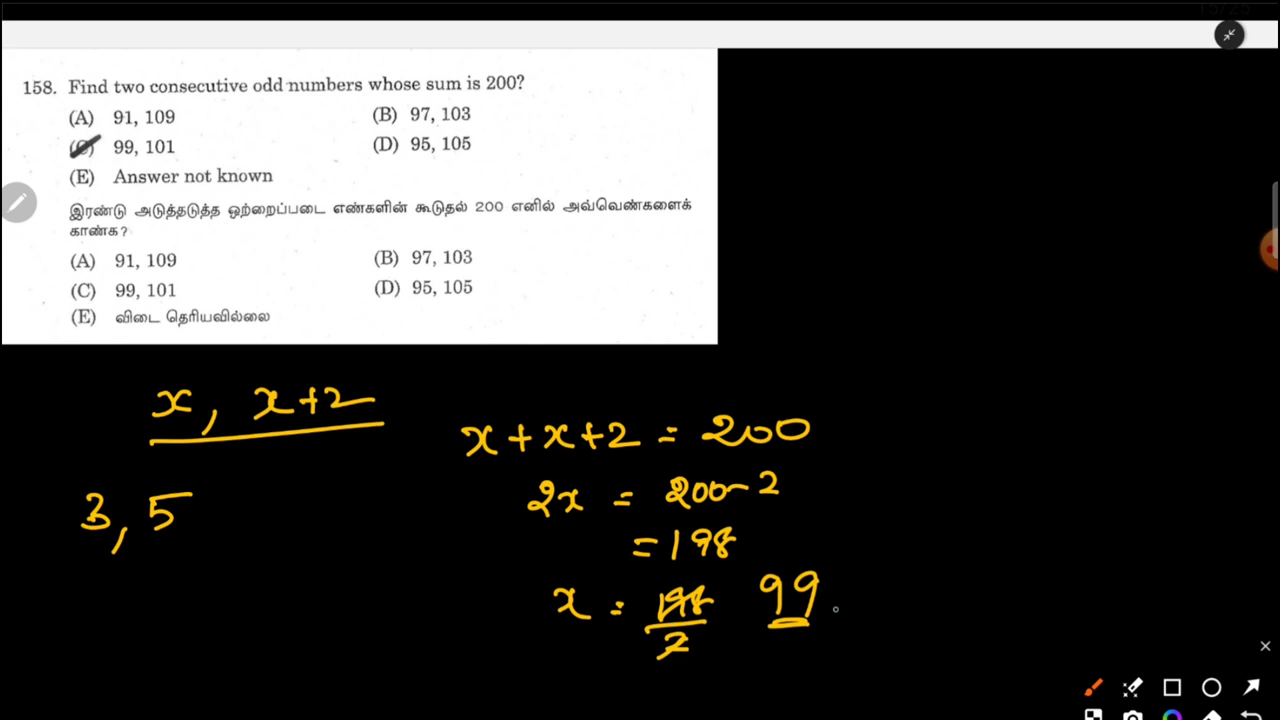 15/25
158. Find two consecutive odd numbers whose sum is 200?
(A) 91, 109 (B) 97, 103
(C) 99, 101 (D) 95, 105
(E) Answer not known
இரண்டு அடுத்தடுத்த ஒற்றைப்படை எண்களின் கூடுதல் 200 எனில் அவ்வெண்களைக்
காண்க?
(A) 91, 109 (B) 97, 103
(C) 99, 101 (D) 95, 105
(E) விடை தெரியவில்லை
x, x+2
3, 5
x+x+2 = 200
2x = 200-2
= 198
x = 198/2 99